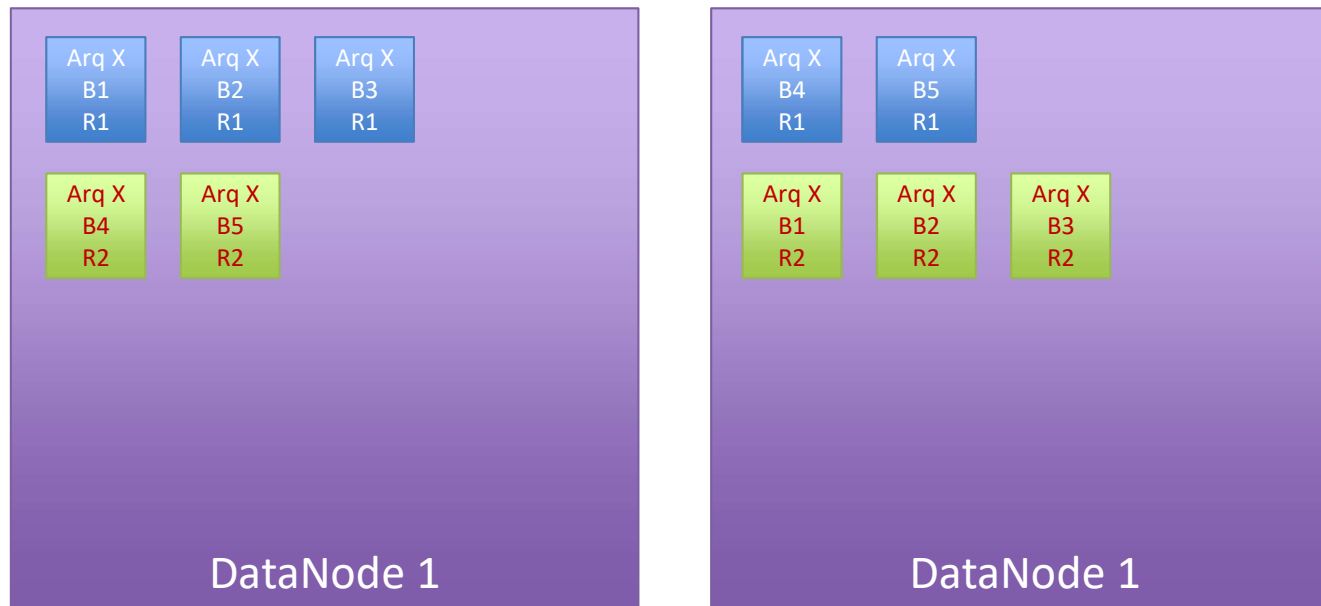 Arq X
B1
R1
Arq X
B2
R1
Arq X
B3
R1
Arq X
B4
R2
Arq X
B5
R2
DataNode 1
Arq X
B4
R1
Arq X
B5
R1
Arq X
B1
R2
Arq X
B2
R2
Arq X
B3
R2
DataNode 1